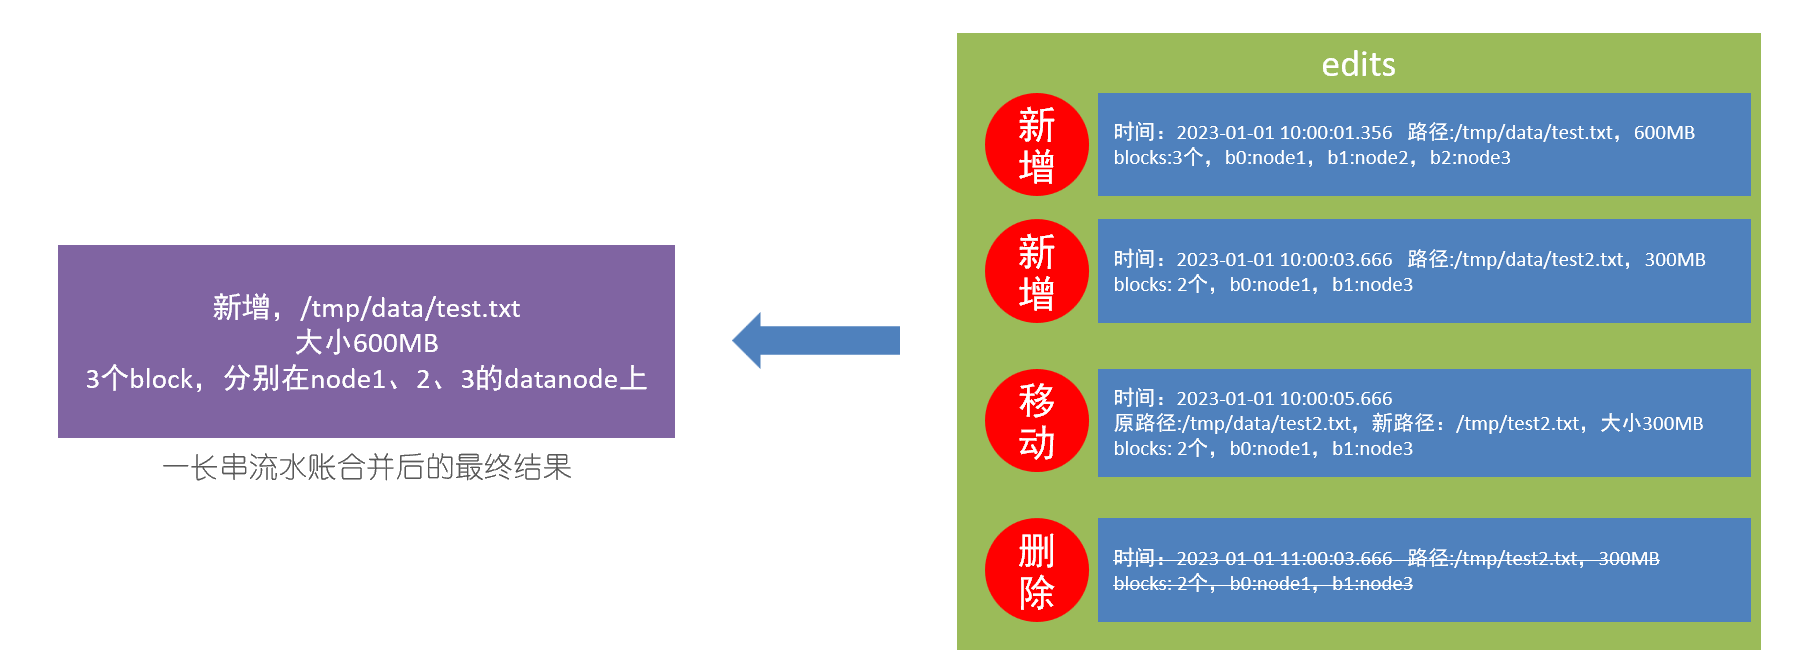 edits
新增
时间：2023-01-01 10:00:01.356 路径:/tmp/data/test.txt，600MB
blocks:3个，b0:node1，b1:node2，b2:node3
新增
时间：2023-01-01 10:00:03.666 路径:/tmp/data/test2.txt，300MB
blocks: 2个，b0:node1，b1:node3
移动
时间：2023-01-01 10:00:05.666
原路径:/tmp/data/test2.txt，新路径：/tmp/test2.txt，大小300MB
blocks: 2个，b0:node1，b1:node3
删除
时间：2023-01-01 11:00:03.666 路径:/tmp/test2.txt，300MB
blocks: 2个，b0:node1，b1:node3
新增，/tmp/data/test.txt
大小600MB
3个block，分别在node1、2、3的datanode上
一长串流水账合并后的最终结果